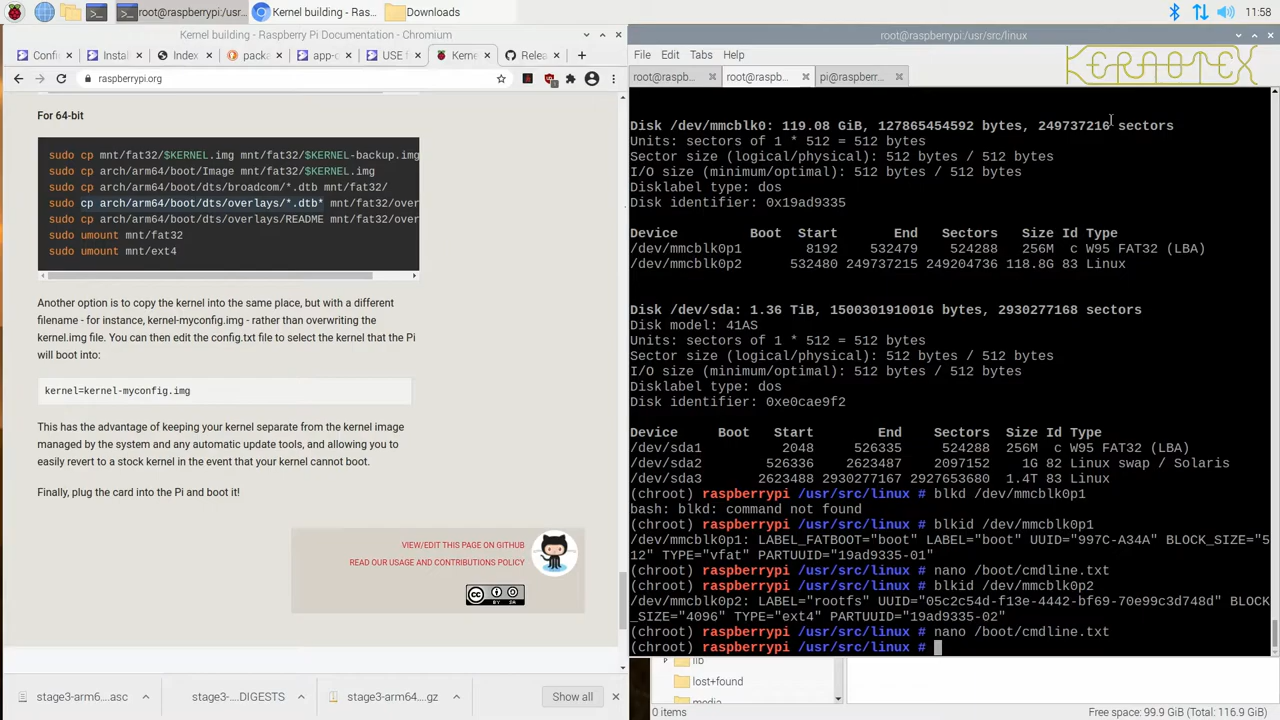 root@raspberrypi:/usr...
Kernel building - Ras...
Downloads
11:58
Kernel building - Raspberry Pi Documentation - Chromium
root@raspberrypi:/usr/src/linux
Confi
Instal
Index
packa
app-c
USE f
Kerne
Relea
raspberrypi.org
File Edit Tabs Help
KERNOTEX
root@raspb...
root@raspb...
pi@raspberr...
For 64-bit
sudo cp mnt/fat32/$KERNEL.img mnt/fat32/$KERNEL-backup.img
sudo cp arch/arm64/boot/Image mnt/fat32/$KERNEL.img
sudo cp arch/arm64/boot/dts/broadcom/*.dtb mnt/fat32/
sudo cp arch/arm64/boot/dts/overlays/*.dtb* mnt/fat32/over
sudo cp arch/arm64/boot/dts/overlays/README mnt/fat32/over
sudo umount mnt/fat32
sudo umount mnt/ext4
Another option is to copy the kernel into the same place, but with a different
filename - for instance, kernel-myconfig.img - rather than overwriting the
kernel.img file. You can then edit the config.txt file to select the kernel that the Pi
will boot into:
kernel=kernel-myconfig.img
This has the advantage of keeping your kernel separate from the kernel image
managed by the system and any automatic update tools, and allowing you to
easily revert to a stock kernel in the event that your kernel cannot boot.
Finally, plug the card into the Pi and boot it!
VIEW/EDIT THIS PAGE ON GITHUB
READ OUR USAGE AND CONTRIBUTIONS POLICY
CC BY SA
stage3-arm6....asc
stage3-....DIGESTS
stage3-arm64....gz
Show all
Disk /dev/mmcblk0: 119.08 GiB, 127865454592 bytes, 249737216 sectors
Units: sectors of 1 * 512 = 512 bytes
Sector size (logical/physical): 512 bytes / 512 bytes
I/O size (minimum/optimal): 512 bytes / 512 bytes
Disklabel type: dos
Disk identifier: 0x19ad9335
Device Boot Start End Sectors Size Id Type
/dev/mmcblk0p1 8192 532479 524288 256M c W95 FAT32 (LBA)
/dev/mmcblk0p2 532480 249737215 249204736 118.8G 83 Linux
Disk /dev/sda: 1.36 TiB, 1500301910016 bytes, 2930277168 sectors
Disk model: 41AS
Units: sectors of 1 * 512 = 512 bytes
Sector size (logical/physical): 512 bytes / 512 bytes
I/O size (minimum/optimal): 512 bytes / 512 bytes
Disklabel type: dos
Disk identifier: 0xe0cae9f2
Device Boot Start End Sectors Size Id Type
/dev/sda1 2048 526335 524288 256M c W95 FAT32 (LBA)
/dev/sda2 526336 2623487 2097152 1G 82 Linux swap / Solaris
/dev/sda3 2623488 2930277167 2927653680 1.4T 83 Linux
(chroot) raspberrypi /usr/src/linux # blkd /dev/mmcblk0p1
bash: blkd: command not found
(chroot) raspberrypi /usr/src/linux # blkid /dev/mmcblk0p1
/dev/mmcblk0p1: LABEL_FATBOOT="boot" LABEL="boot" UUID="997C-A34A" BLOCK_SIZE="5
12" TYPE="vfat" PARTUUID="19ad9335-01"
(chroot) raspberrypi /usr/src/linux # nano /boot/cmdline.txt
(chroot) raspberrypi /usr/src/linux # blkid /dev/mmcblk0p2
/dev/mmcblk0p2: LABEL="rootfs" UUID="05c2c54d-f13e-4442-bf69-70e99c3d748d" BLOCK
_SIZE="4096" TYPE="ext4" PARTUUID="19ad9335-02"
(chroot) raspberrypi /usr/src/linux # nano /boot/cmdline.txt
(chroot) raspberrypi /usr/src/linux #
lib
lost+found
media
0 items
Free space: 99.9 GiB (Total: 116.9 GiB)